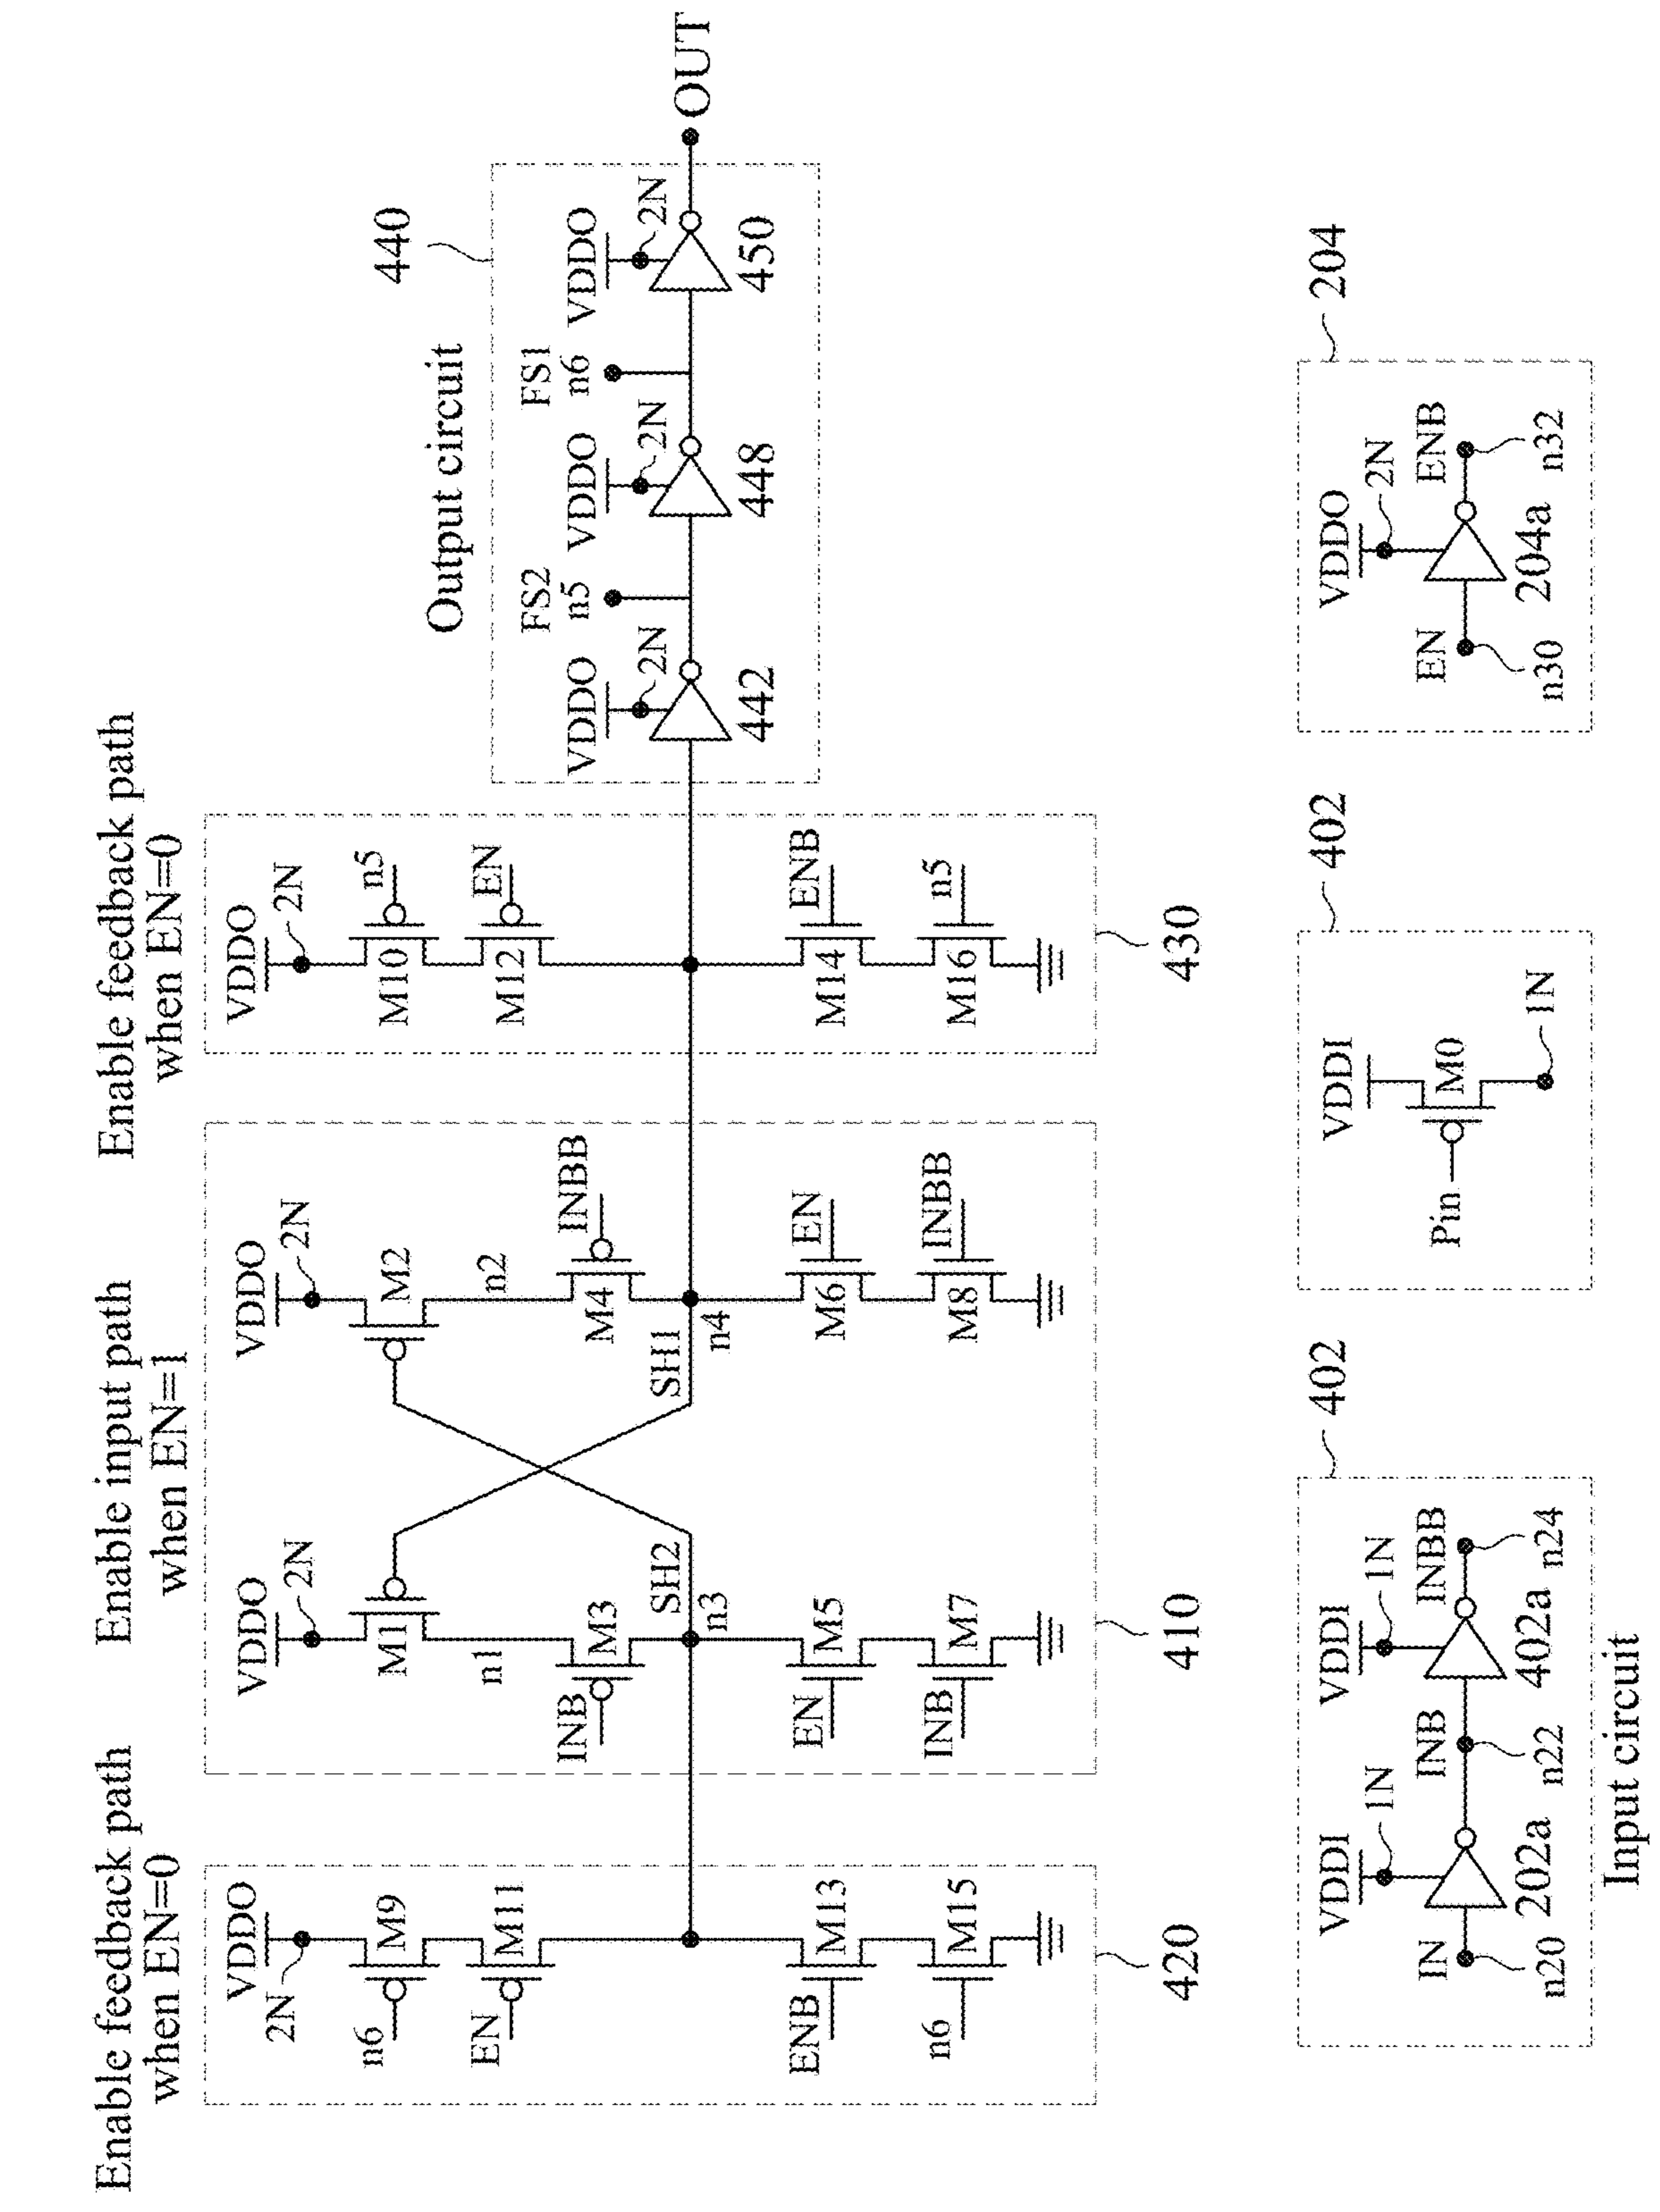 Enable feedback path
when EN=0
Enable input path
when EN=1
Enable feedback path
when EN=0
VDDO
2N
n6
M9
EN
M11
ENB
M13
n6
M15
420
VDDO
2N
M1
n1
INB
M3
SH2
n3
EN
M5
INB
M7
VDDO
2N
M2
n2
INBB
M4
SH1
n4
EN
M6
INBB
M8
410
VDDO
2N
n5
M10
EN
M12
ENB
M14
n5
M16
430
Output circuit
440
VDDO
2N
442
FS2
n5
VDDO
2N
448
FS1
n6
VDDO
2N
450
OUT
402
VDDI
1N
IN
n20
202a
INB
n22
VDDI
1N
402a
INBB
n24
Input circuit
402
VDDI
Pin
M0
1N
204
VDDO
2N
EN
n30
204a
ENB
n32